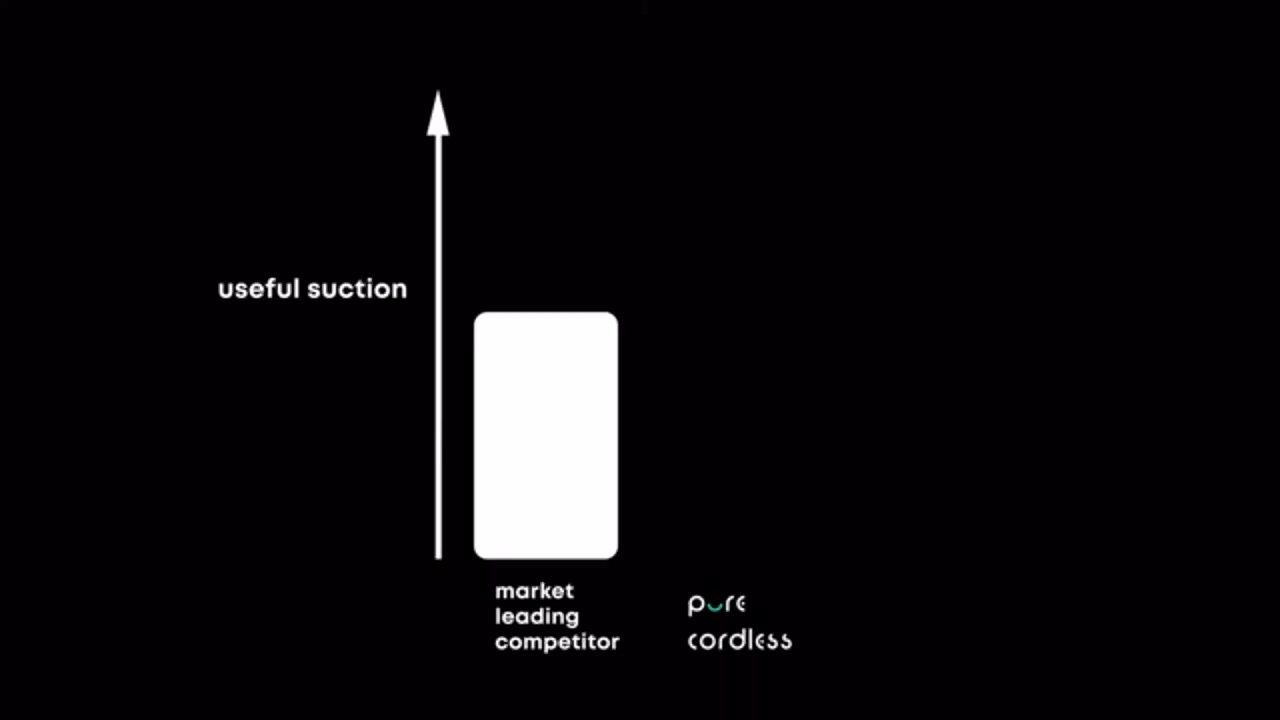 useful suction
market
leading
competitor
pure
cordless